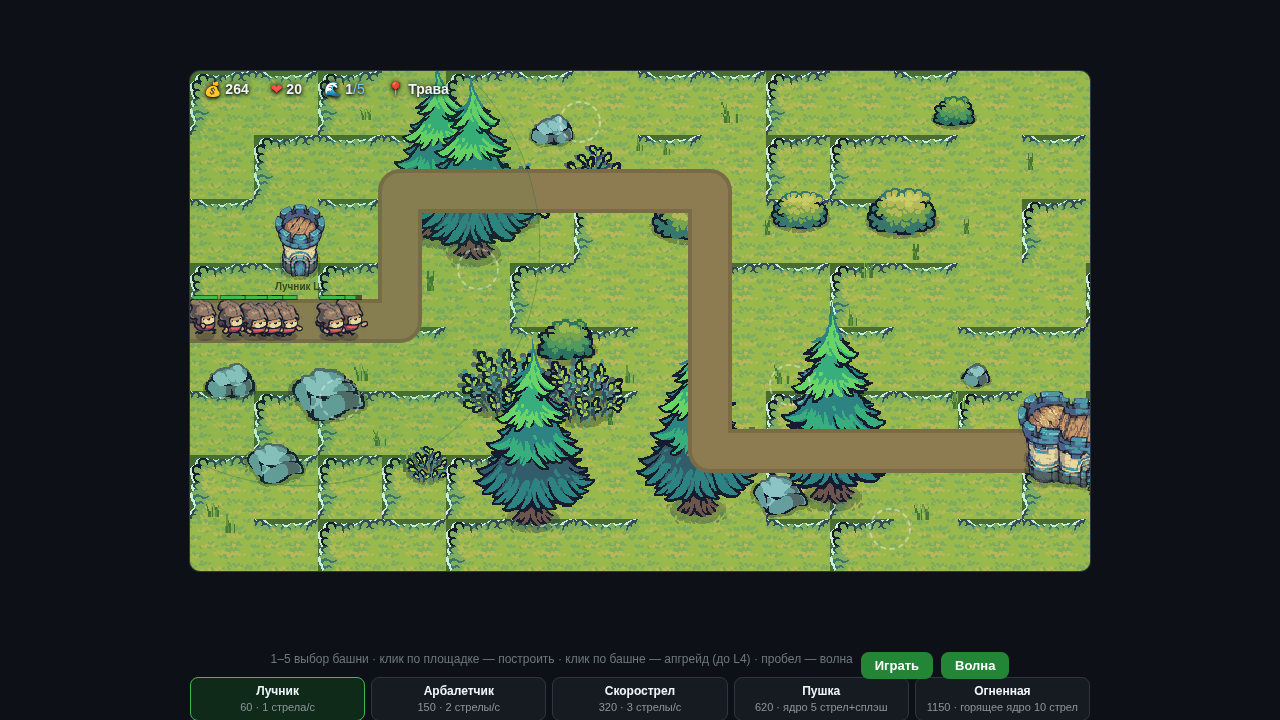 💰 264 ❤️ 20 🌊 1/5 📍 Трава
Лучник L
1–5 выбор башни · клик по площадке — построить · клик по башне — апгрейд (до L4) · пробел — волна
Играть
Волна
Лучник
60 · 1 стрела/с
Арбалетчик
150 · 2 стрелы/с
Скорострел
320 · 3 стрелы/с
Пушка
620 · ядро 5 стрел+сплэш
Огненная
1150 · горящее ядро 10 стрел